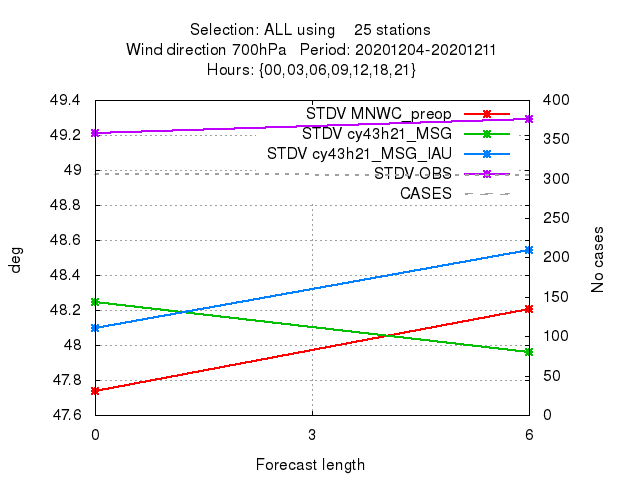 Selection: ALL using 25 stations
Wind direction 700hPa Period: 20201204-20201211
Hours: {00,03,06,09,12,18,21}
49.4
49.2
49
48.8
48.6
48.4
48.2
48
47.8
47.6
deg
STDV MNWC_preop
STDV cy43h21_MSG
STDV cy43h21_MSG_IAU
STDV OBS
CASES
400
350
300
250
200
150
100
50
0
No cases
0
3
6
Forecast length